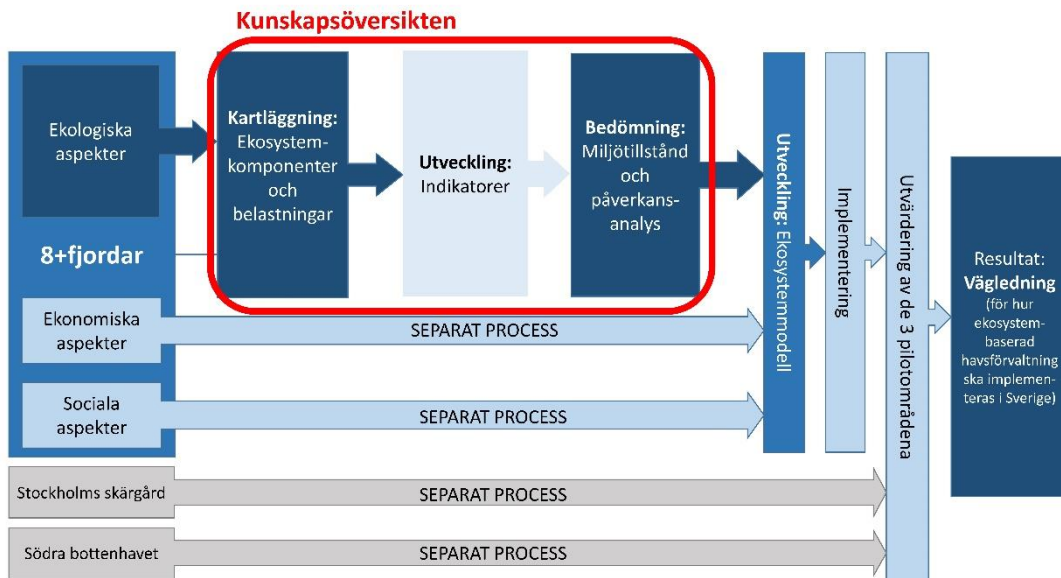 Kunskapsöversikten
Ekologiska
aspekter
8+fjordar
Ekonomiska
aspekter
Sociala
aspekter
Stockholms skärgård
Södra bottenhavet
Kartläggning:
Ekosystem-
komponenter
och
belastningar
Utveckling:
Indikatorer
Bedömning:
Miljötillstånd
och
påverkans-
analys
SEPARAT PROCESS
SEPARAT PROCESS
SEPARAT PROCESS
SEPARAT PROCESS
Utveckling: Ekosystemmodell
Implementering
Utvärdering av de 3 pilotområdena
Resultat:
Vägledning
(för hur
ekosystem-
baserad
havsförvaltning
ska implemen-
teras i Sverige)